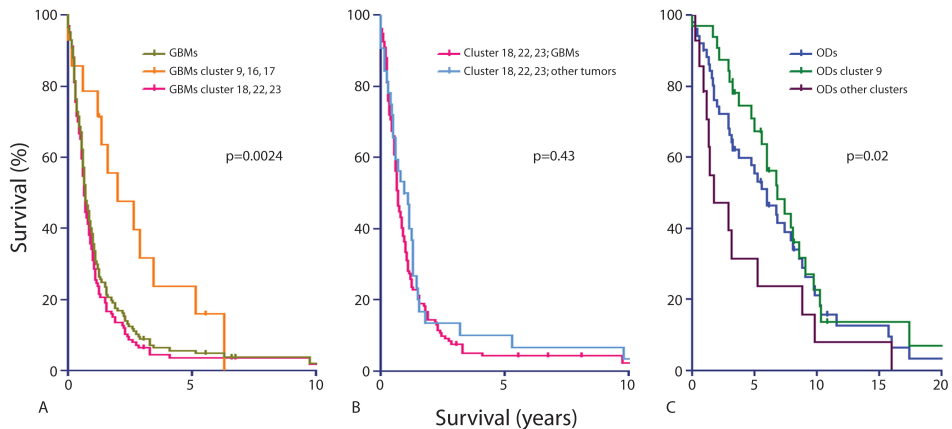 Survival (%)
100
80
60
40
20
0
GBMs
GBMs cluster 9, 16, 17
GBMs cluster 18, 22, 23
p=0.0024
0
5
10
A
100
80
60
40
20
0
Cluster 18, 22, 23; GBMs
Cluster 18, 22, 23; other tumors
p=0.43
0
5
10
B
100
80
60
40
20
0
ODs
ODs cluster 9
ODs other clusters
p=0.02
0
5
10
15
20
C
Survival (years)